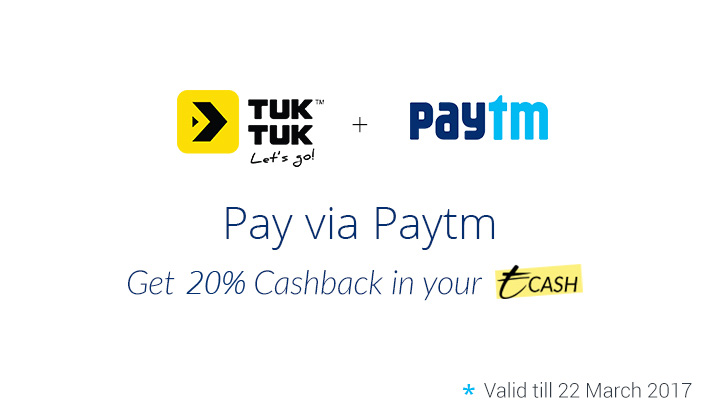 TUK™
TUK
Let's go!
+
paytm
Pay via Paytm
Get 20% Cashback in your tCASH
* Valid till 22 March 2017